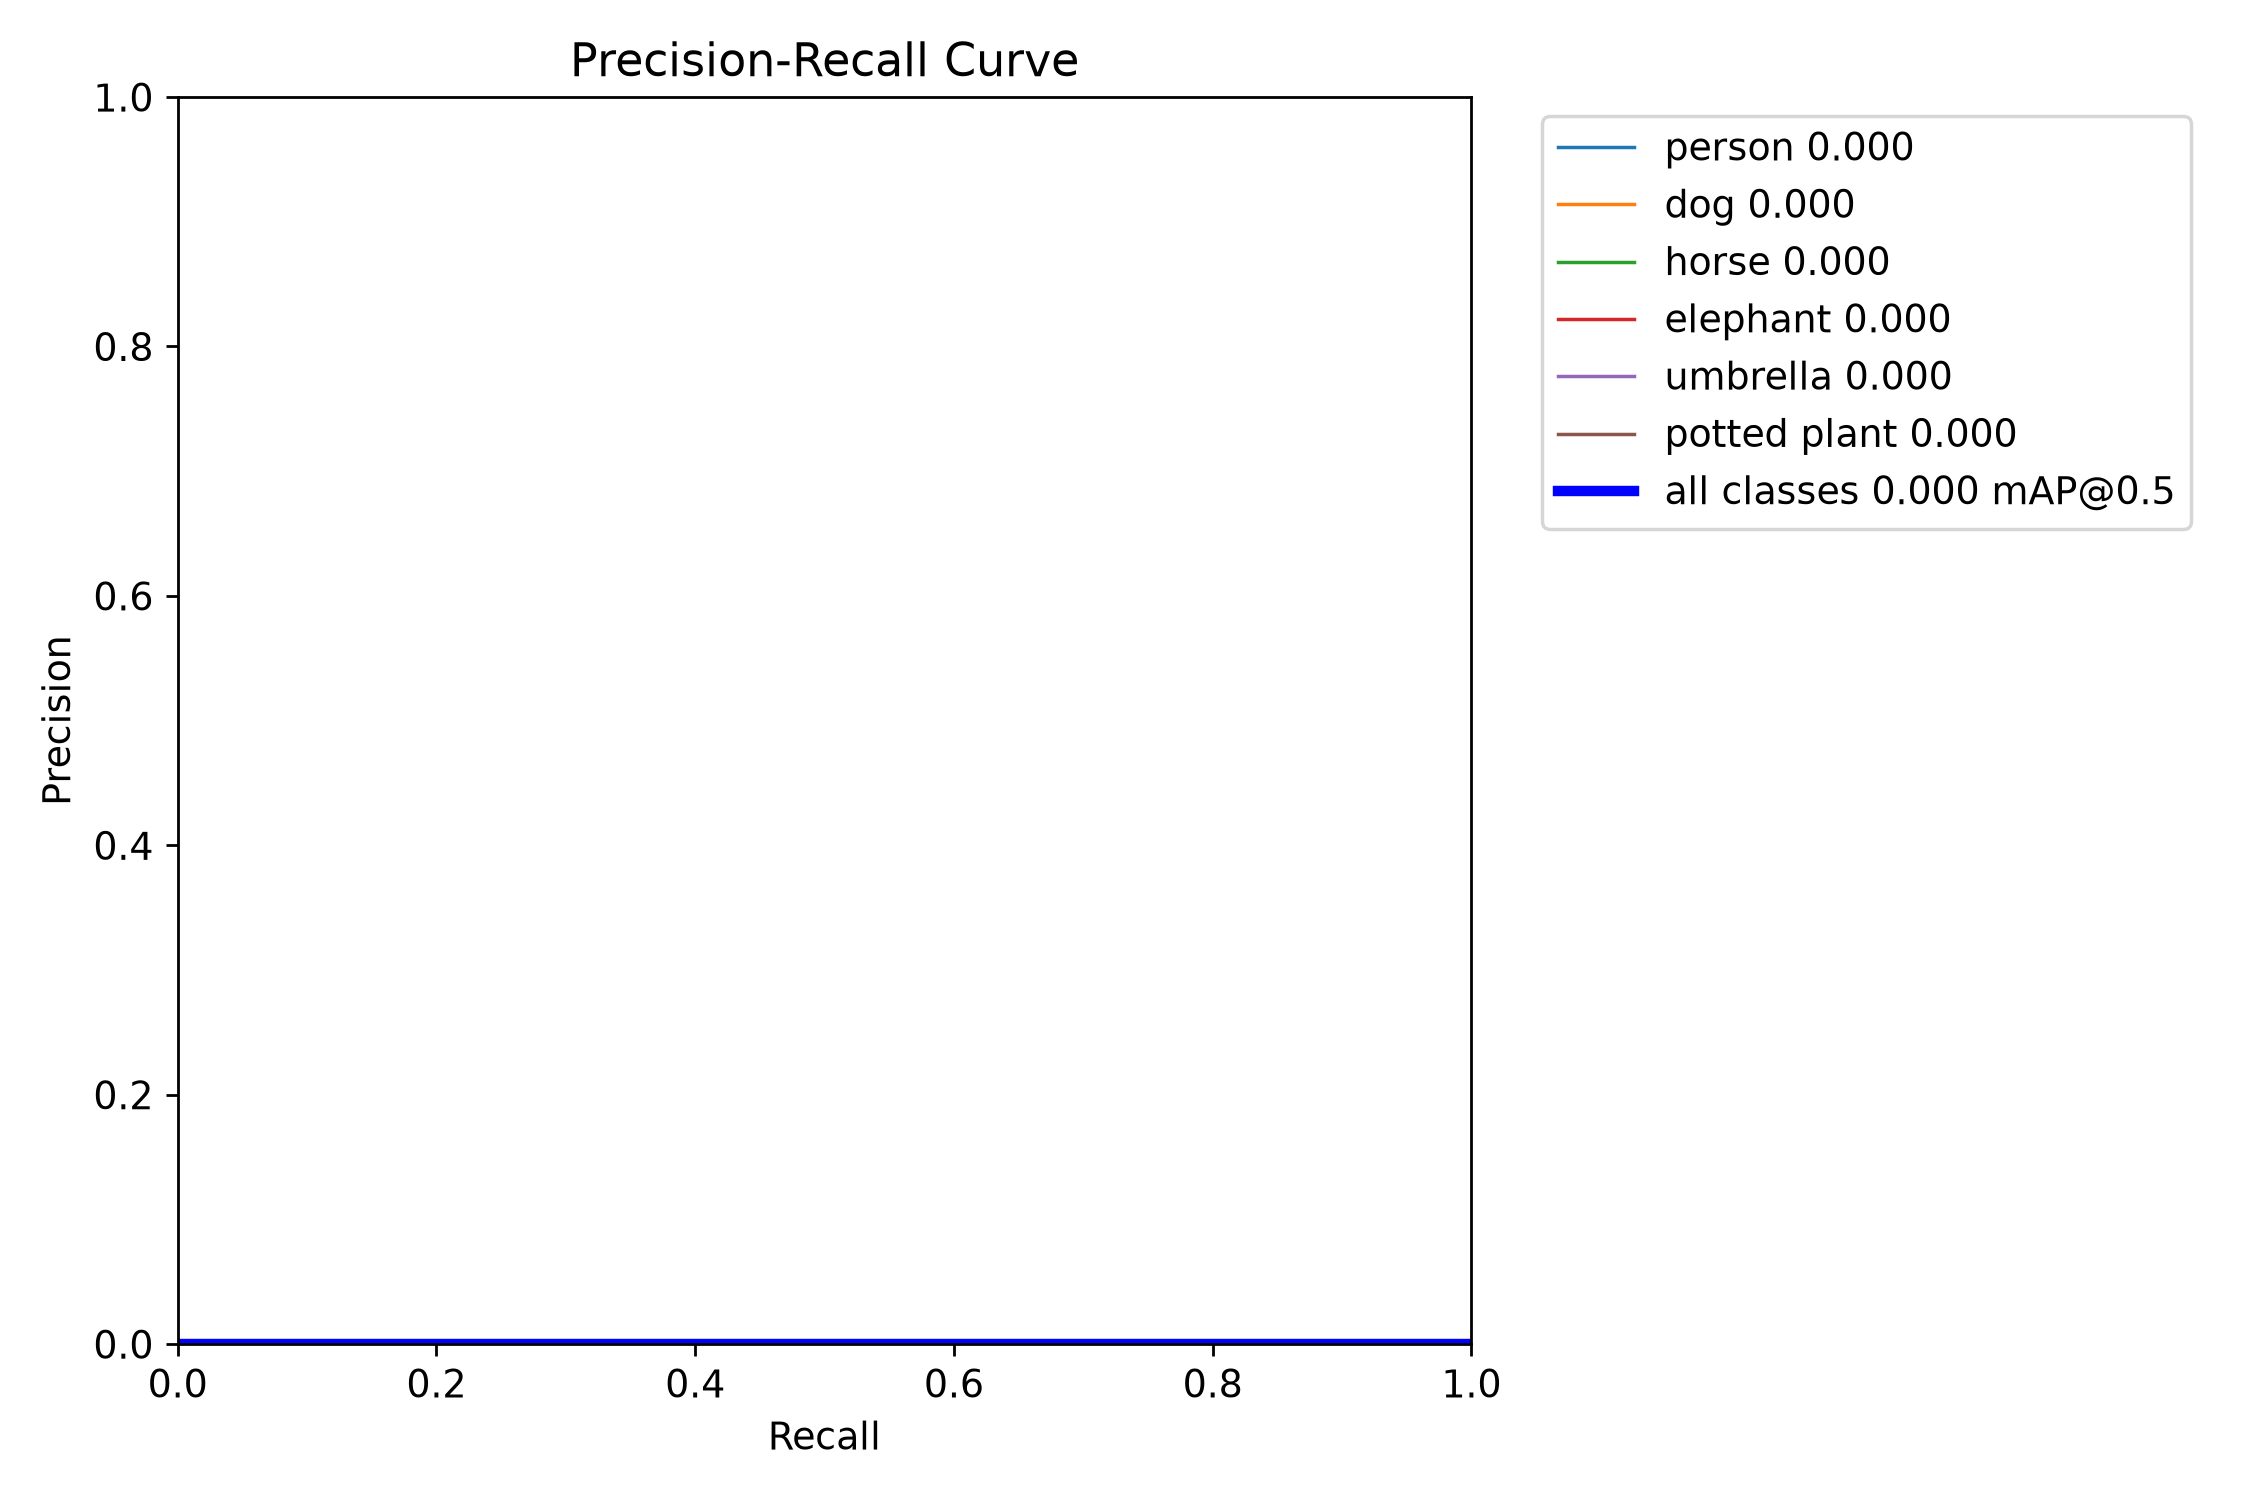 Precision-Recall Curve
1.0
0.8
0.6
0.4
0.2
0.0
Precision
0.0 0.2 0.4 0.6 0.8 1.0
Recall
person 0.000
dog 0.000
horse 0.000
elephant 0.000
umbrella 0.000
potted plant 0.000
all classes 0.000 mAP@0.5